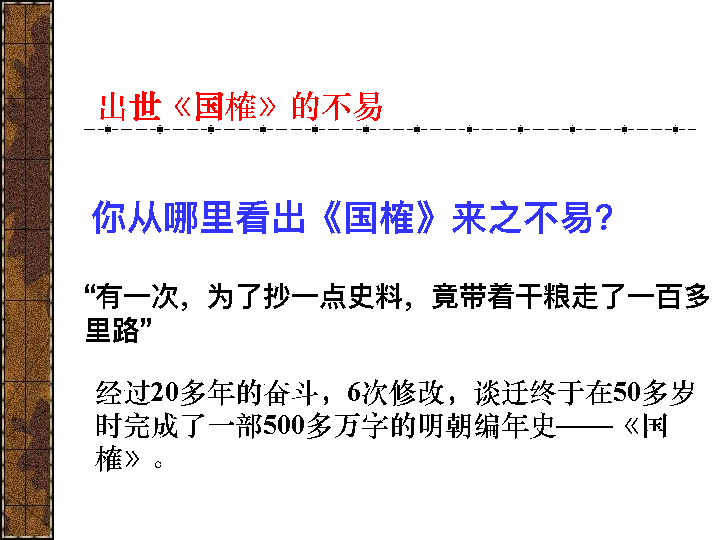 出世《国榷》的不易
你从哪里看出《国榷》来之不易？
“有一次，为了抄一点史料，竟带着干粮走了一百多
里路”
经过20多年的奋斗，6次修改，谈迁终于在50多岁
时完成了一部500多万字的明朝编年史——《国
榷》。